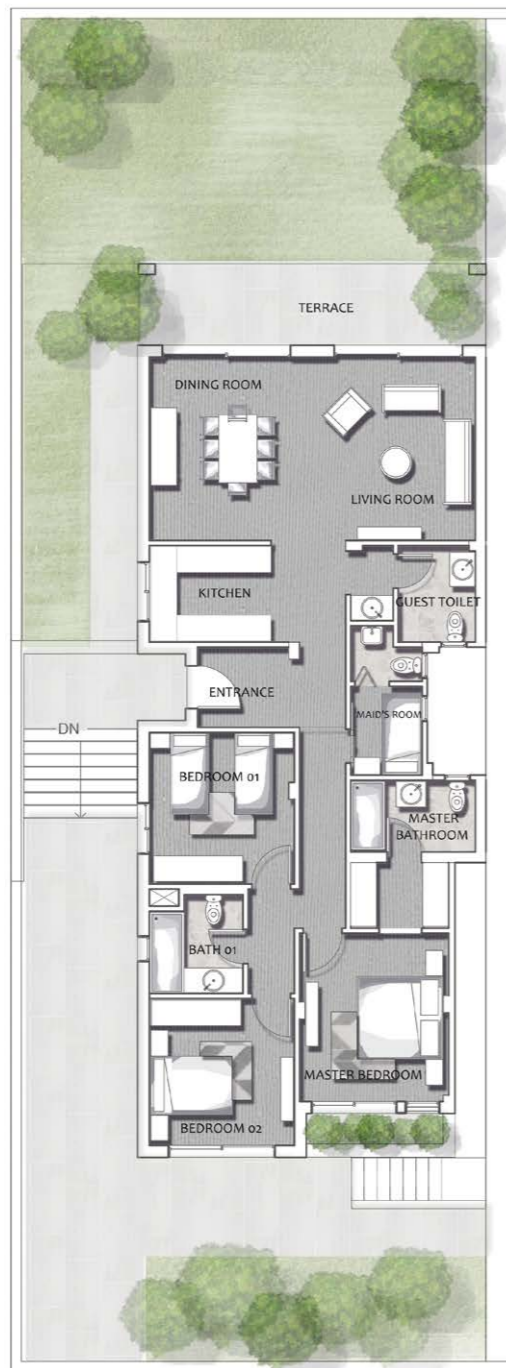 TERRACE
DINING ROOM
LIVING ROOM
KITCHEN
GUEST TOILET
ENTRANCE
MAID'S ROOM
DN
BEDROOM 01
MASTER
BATHROOM
BATH 01
MASTER BEDROOM
BEDROOM 02